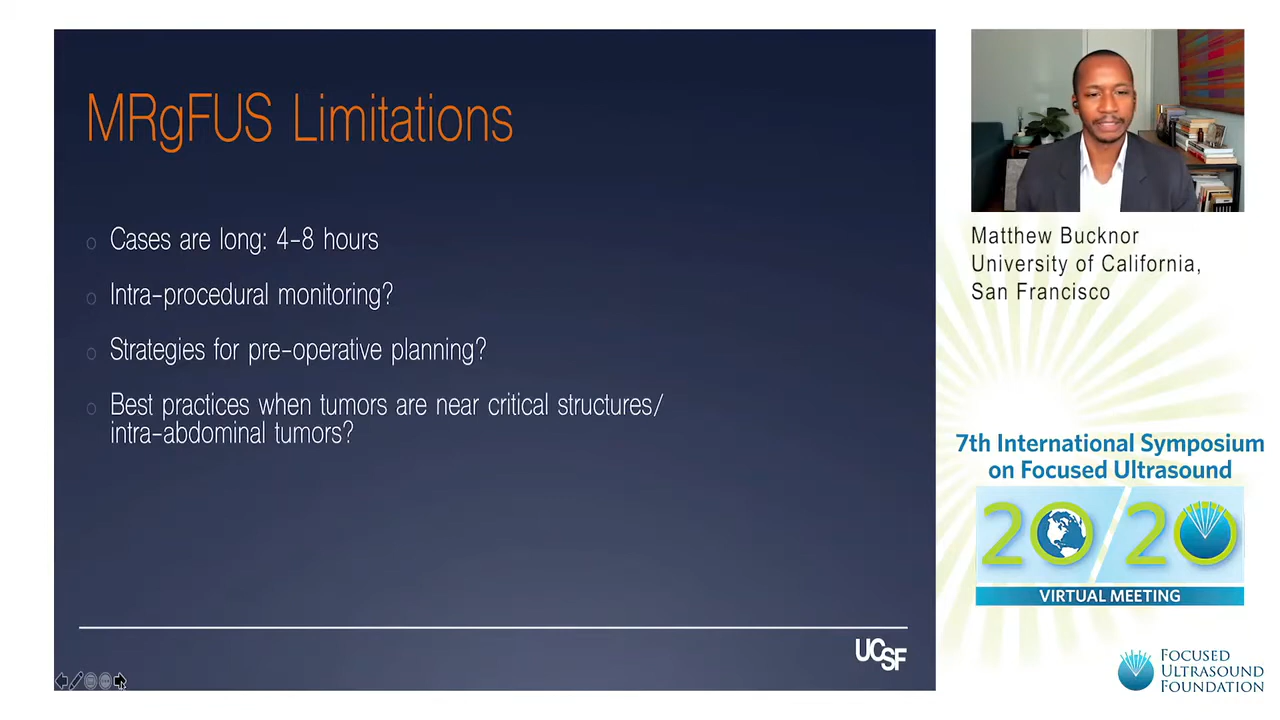 MRgFUS Limitations
Cases are long: 4-8 hours
Intra-procedural monitoring?
Strategies for pre-operative planning?
Best practices when tumors are near critical structures/
intra-abdominal tumors?
UCSF
Matthew Bucknor
University of California,
San Francisco
7th International Symposium
on Focused Ultrasound
20/20
VIRTUAL MEETING
FOCUSED
ULTRASOUND
FOUNDATION